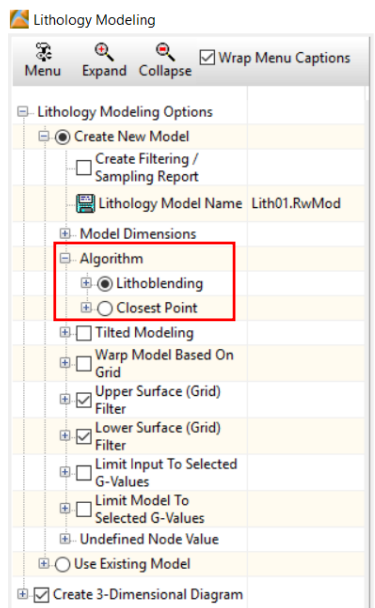 Lithology Modeling
Menu Expand Collapse Wrap Menu Captions
Lithology Modeling Options
Create New Model
Create Filtering /
Sampling Report
Lithology Model Name Lith01.RwMod
Model Dimensions
Algorithm
Lithoblending
Closest Point
Tilted Modeling
Warp Model Based On
Grid
Upper Surface (Grid)
Filter
Lower Surface (Grid)
Filter
Limit Input To Selected
G-Values
Limit Model To
Selected G-Values
Undefined Node Value
Use Existing Model
Create 3-Dimensional Diagram